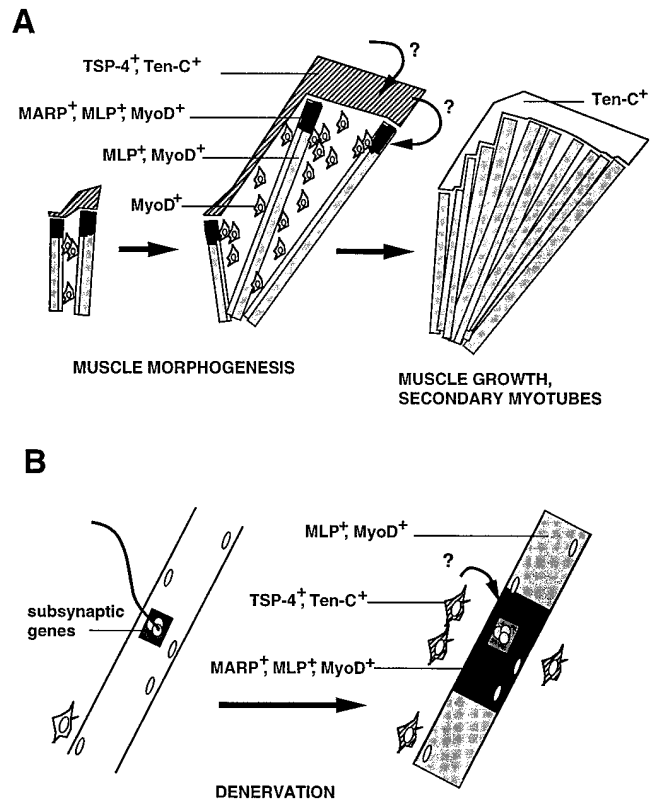 A
TSP-4+, Ten-C+
?
MARP+, MLP+, MyoD+
?
Ten-C+
MLP+, MyoD+
MyoD+
MUSCLE MORPHOGENESIS
MUSCLE GROWTH,
SECONDARY MYOTUBES
B
MLP+, MyoD+
?
TSP-4+, Ten-C+
subsynaptic
genes
MARP+, MLP+, MyoD+
DENERVATION